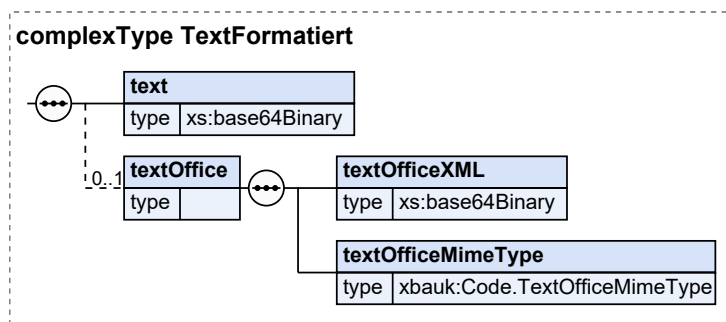 complexType TextFormatiert
text
type xs:base64Binary
0..1
textOffice
type
textOfficeXML
type xs:base64Binary
textOfficeMimeType
type xbauk:Code.TextOfficeMimeType